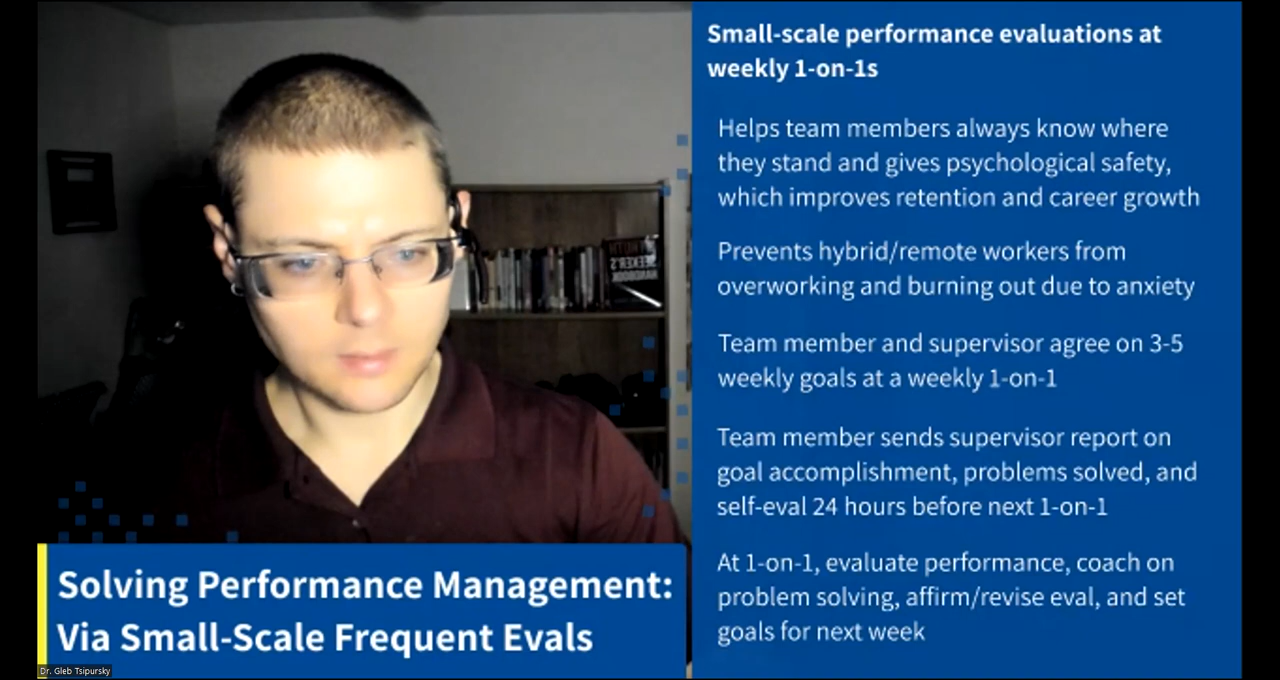 Small-scale performance evaluations at
weekly 1-on-1s
Helps team members always know where
they stand and gives psychological safety,
which improves retention and career growth
Prevents hybrid/remote workers from
overworking and burning out due to anxiety
Team member and supervisor agree on 3-5
weekly goals at a weekly 1-on-1
Team member sends supervisor report on
goal accomplishment, problems solved, and
self-eval 24 hours before next 1-on-1
At 1-on-1, evaluate performance, coach on
problem solving, affirm/revise eval, and set
goals for next week
Solving Performance Management:
Via Small-Scale Frequent Evals
Dr. Gleb Tsipursky